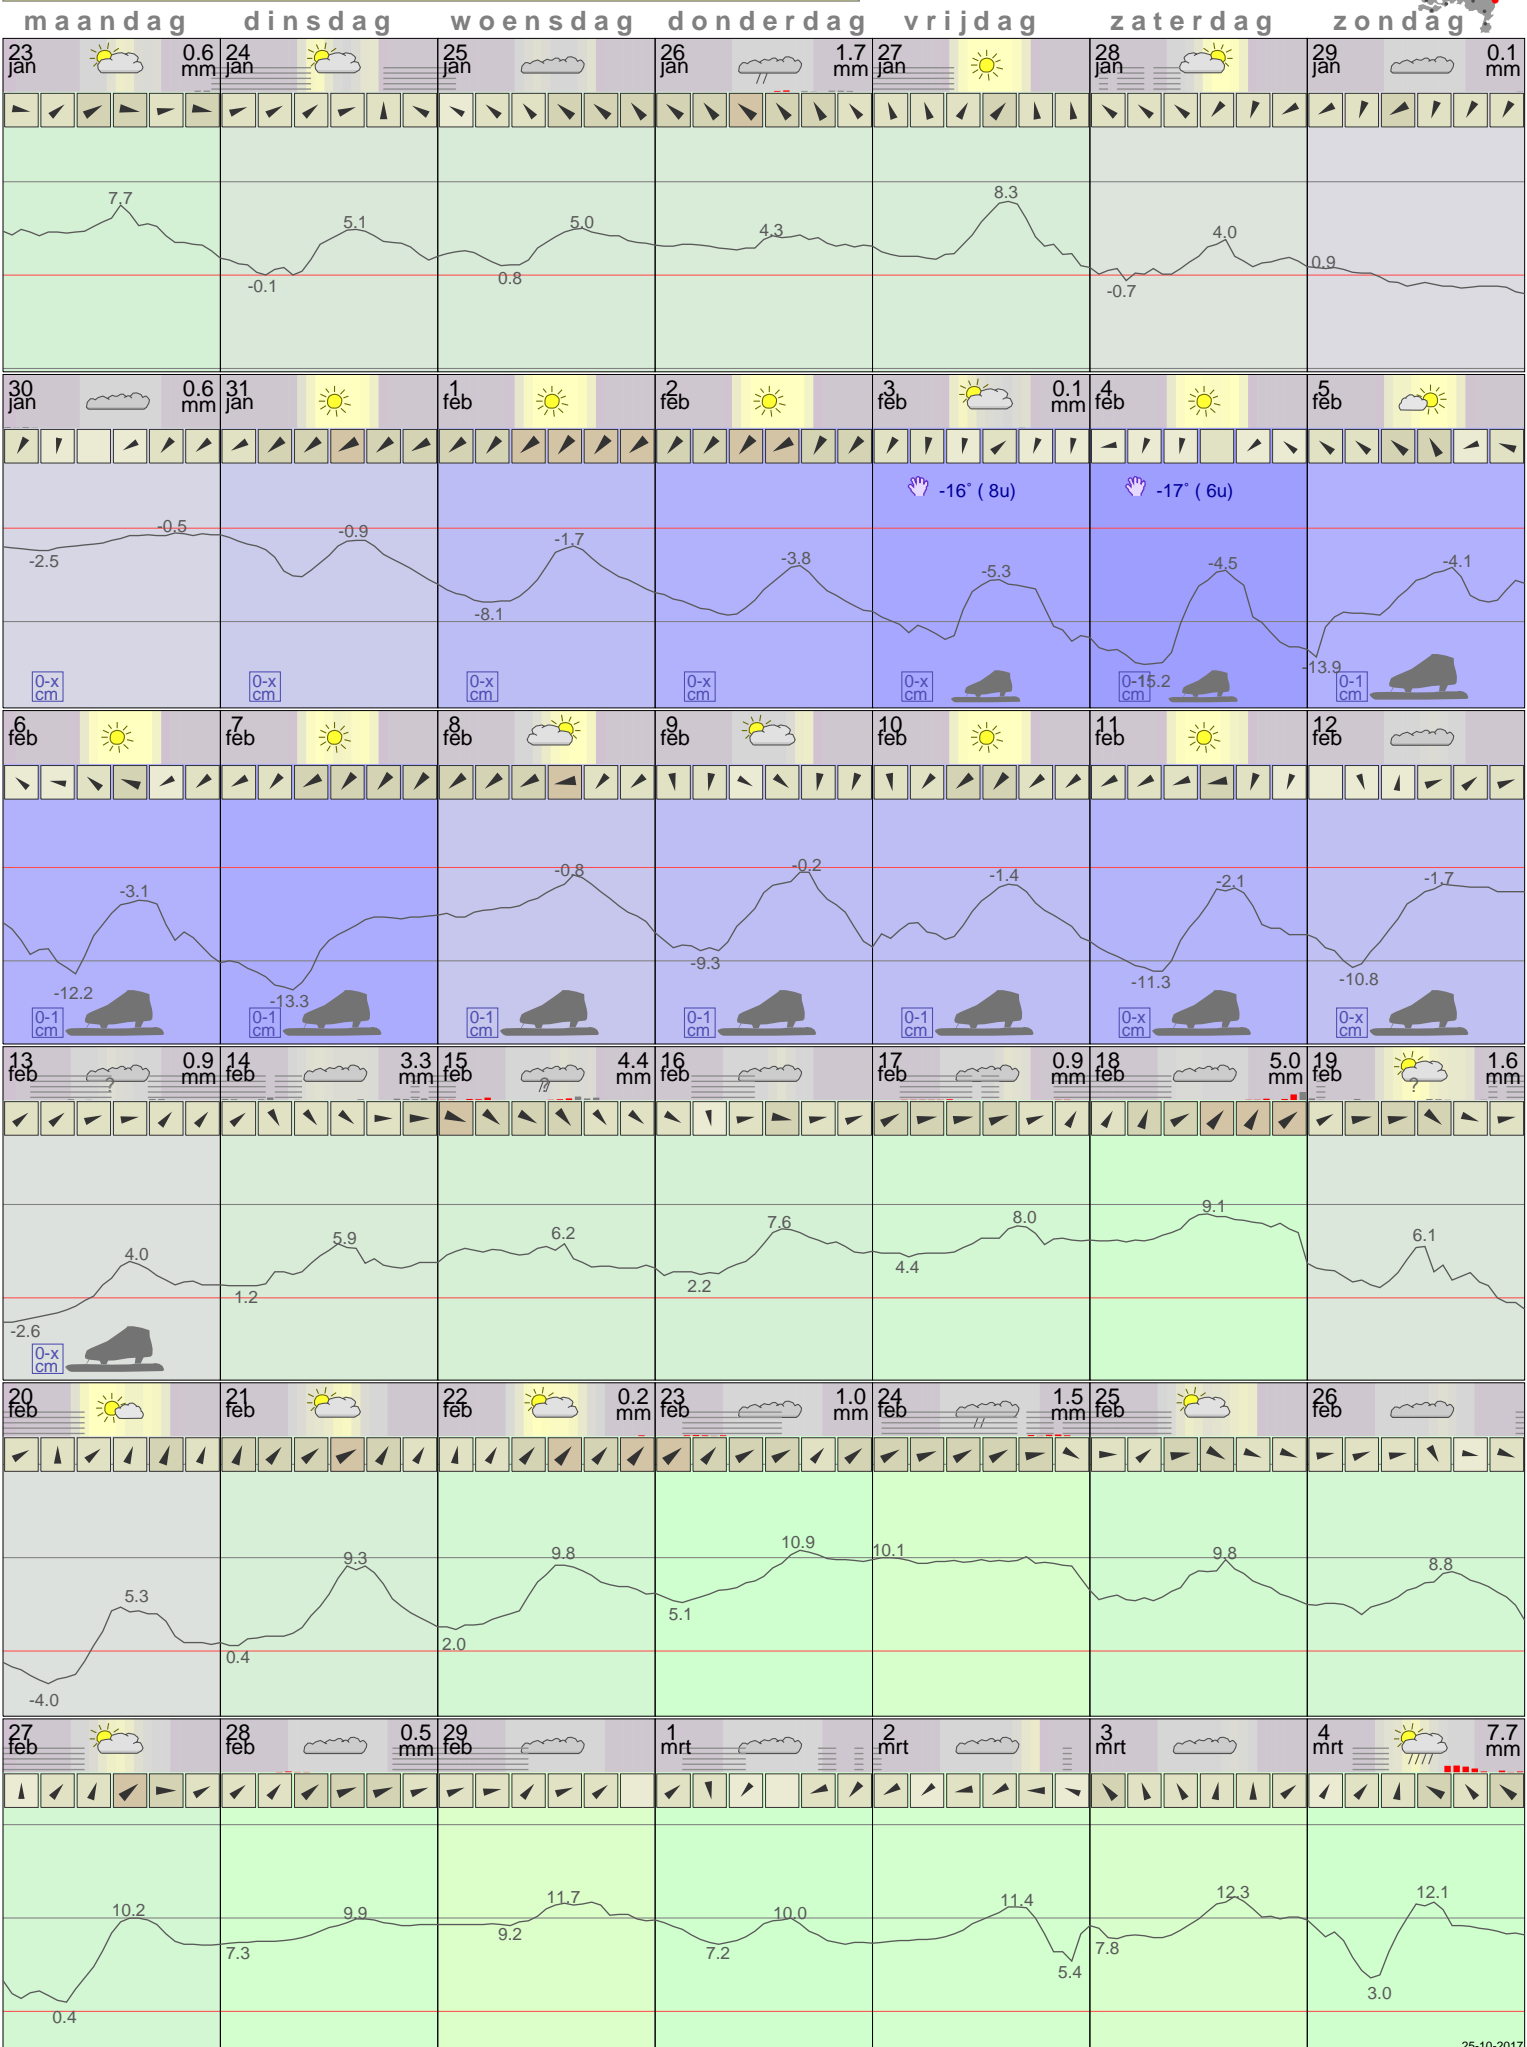 maandag dinsdag woensdag donderdag vrijdag zaterdag zondag
23 0.6 24 25 26 1.7 27 28 29 0.1
jan mm jan jan jan mm jan jan jan mm
7.7 5.1 5.0 4.3 8.3 4.0 0.9
-0.1 0.8 -0.7
30 0.6 31 1 2 3 0.1 4 5
jan mm jan feb feb feb mm feb feb
-16° ( 8u) -17° ( 6u)
-2.5 -0.5 -0.9 -1.7 -3.8 -5.3 -4.5 -4.1
-8.1 -15.2 -13.9
0-x 0-x 0-x 0-x 0-x 0-1 0-1
cm cm cm cm cm cm cm
6 7 8 9 10 11 12
feb feb feb feb feb feb feb
-3.1 -0.8 -0.2 -1.4 -2.1 -1.7
-12.2 -13.3 -9.3 -11.3 -10.8
0-1 0-1 0-1 0-1 0-1 0-x 0-x
cm cm cm cm cm cm cm
13 0.9 14 3.3 15 4.4 16 17 0.9 18 5.0 19 1.6
feb ? mm feb mm feb ? mm feb feb mm feb mm feb ? mm
4.0 5.9 6.2 7.6 8.0 9.1 6.1
-2.6 1.2 2.2 4.4
0-x
cm
20 21 22 0.2 23 1.0 24 1.5 25 26
feb feb feb mm feb mm feb mm feb feb
5.3 9.3 9.8 10.9 10.1 9.8 8.8
-4.0 0.4 2.0 5.1
27 28 0.5 29 1 2 3 4 7.7
feb feb mm feb mrt mrt mrt mrt mm
10.2 9.9 11.7 10.0 11.4 12.3 12.1
0.4 7.3 9.2 7.2 5.4 7.8 3.0
25-10-2017